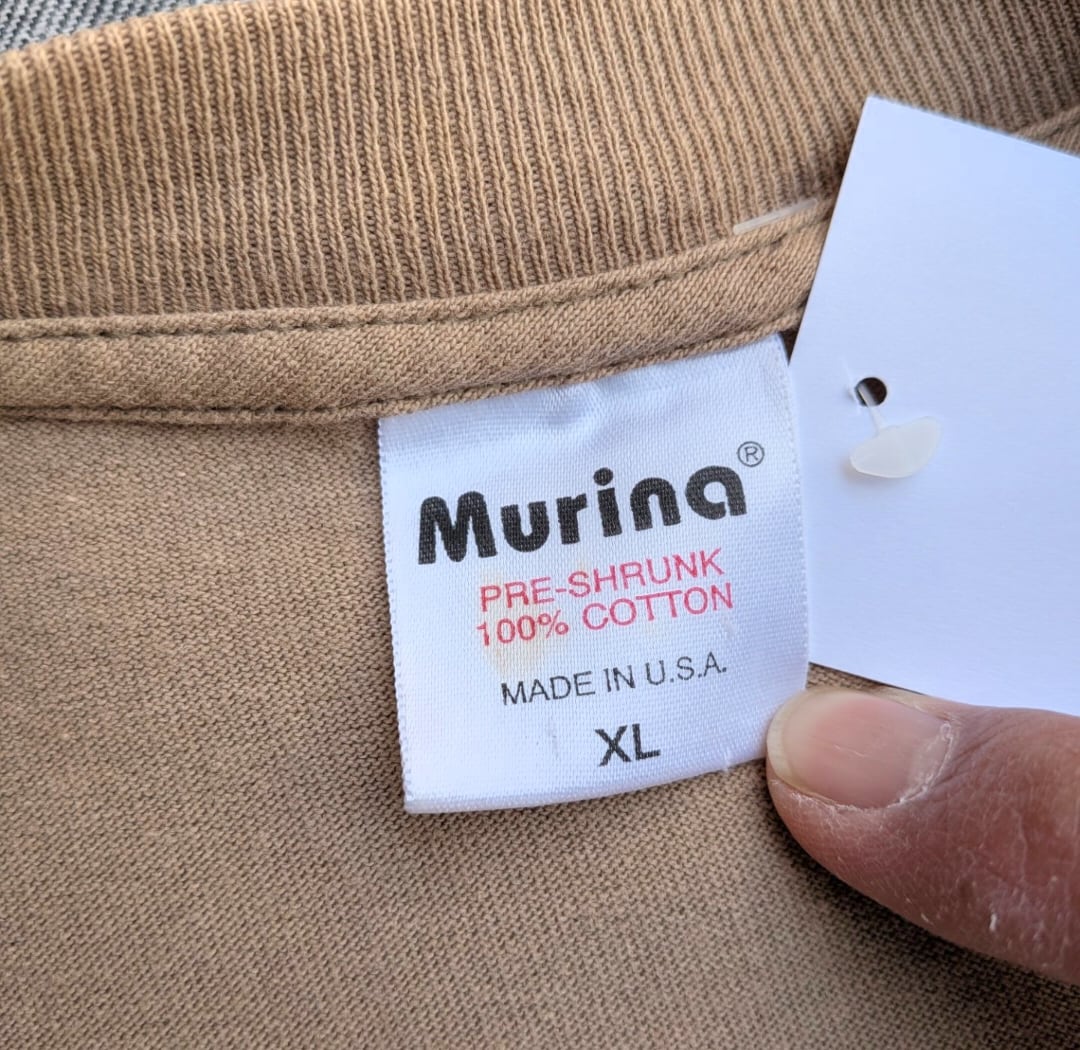 Murina®
PRE-SHRUNK
100% COTTON
MADE IN U.S.A.
XL